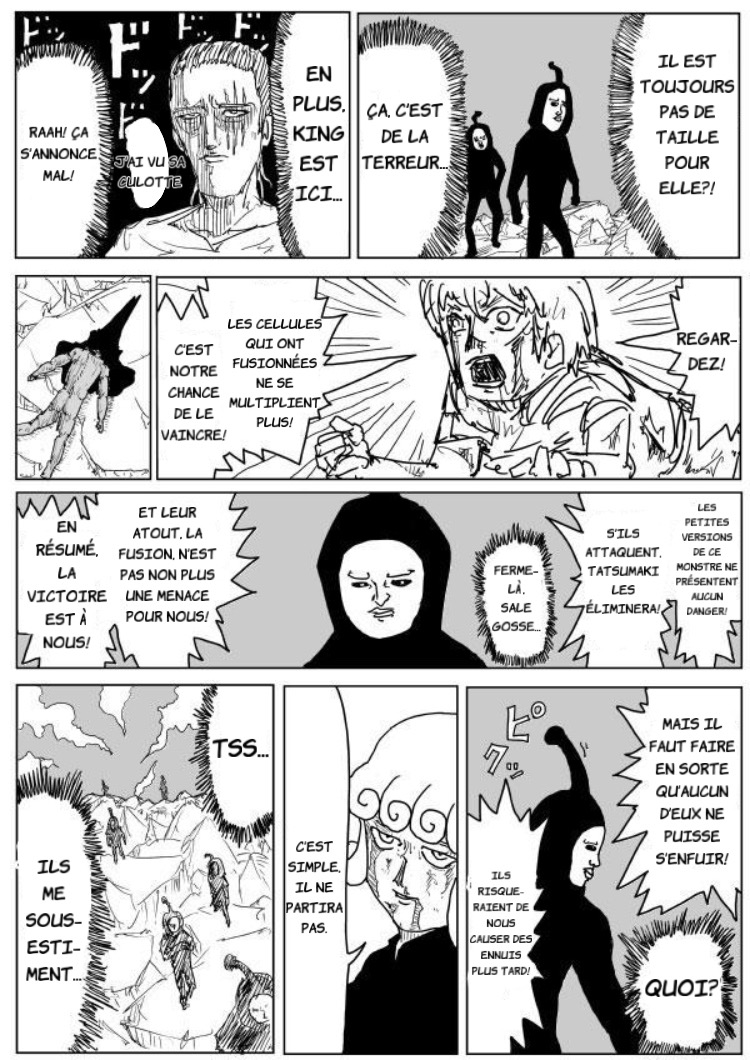 IL EST
TOUJOURS
PAS DE
TAILLE
POUR
ELLE?!
ÇA, C'EST
DE LA
TERREUR...
EN
PLUS,
KING
EST
ICI...
J'AI VU SA
CULOTTE
RAAH! ÇA
S'ANNONCE
MAL!
REGAR-
DEZ!
LES CELLULES
QUI ONT
FUSIONNÉES
NE SE
MULTIPLIENT
PLUS!
C'EST
NOTRE
CHANCE
DE LE
VAINCRE!
LES
PETITES
VERSIONS
DE CE
MONSTRE NE
PRÉSENTENT
AUCUN
DANGER!
S'ILS
ATTAQUENT,
TATSUMAKI
LES
ÉLIMINERA!
FERME-
LÀ,
SALE
GOSSE...
ET LEUR
ATOUT, LA
FUSION, N'EST
PAS NON PLUS
UNE MENACE
POUR NOUS!
EN
RÉSUMÉ,
LA
VICTOIRE
EST À
NOUS!
MAIS IL
FAUT FAIRE
EN SORTE
QU'AUCUN
D'EUX NE
PUISSE
S'ENFUIR!
ピクッ
ILS
RISQUE-
RAIENT DE
NOUS
CAUSER DES
ENNUIS
PLUS TARD!
QUOI?
C'EST
SIMPLE,
IL NE
PARTIRA
PAS.
TSS...
ILS
ME
SOUS-
ESTI-
MENT...